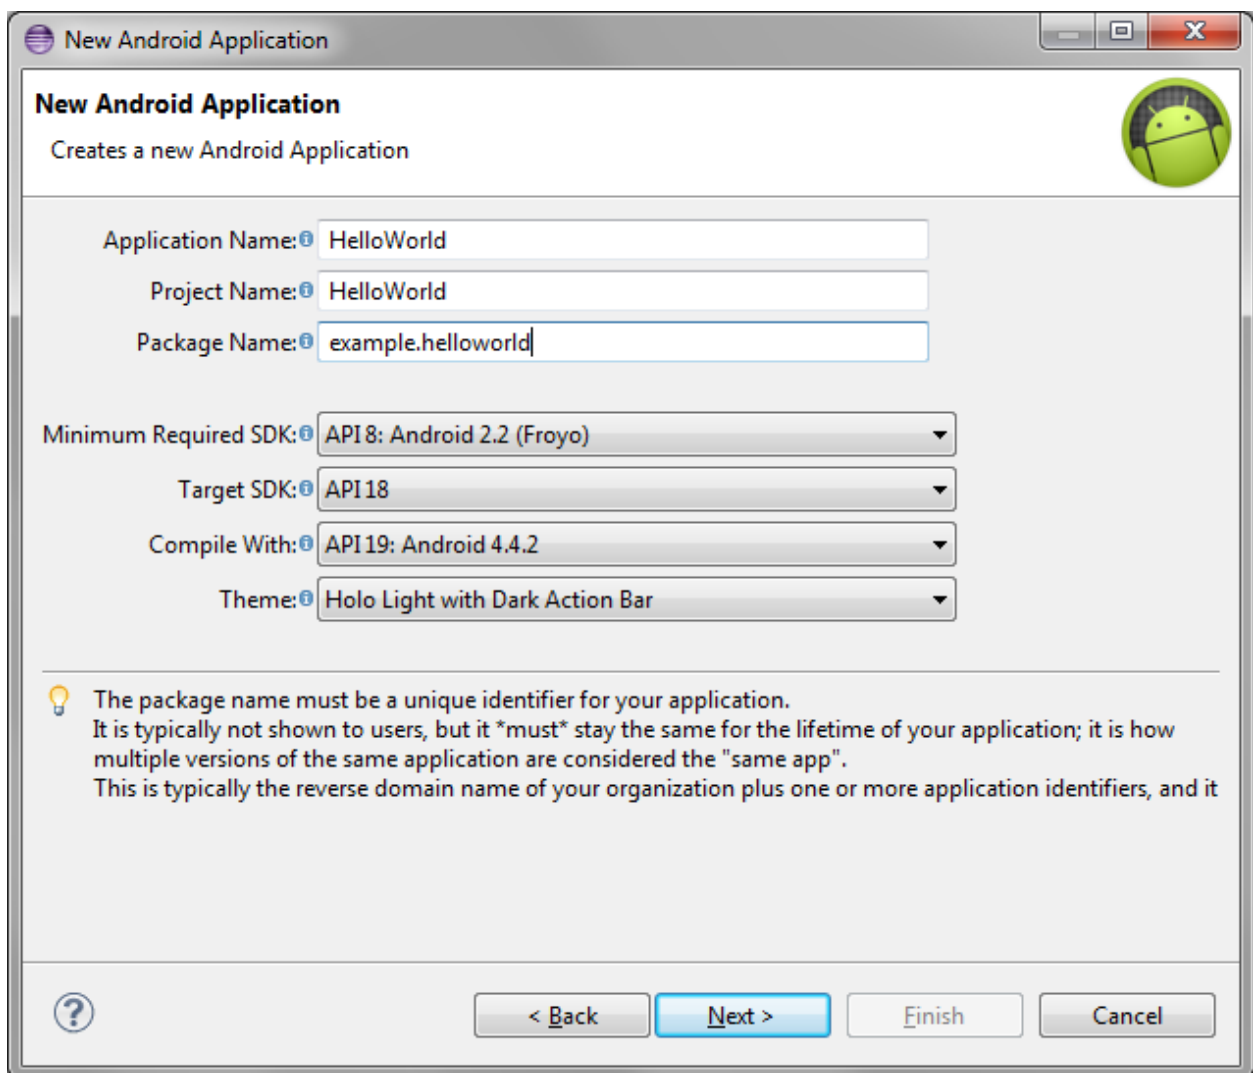 New Android Application
New Android Application
Creates a new Android Application
Application Name: HelloWorld
Project Name: HelloWorld
Package Name: example.helloworld
Minimum Required SDK: API 8: Android 2.2 (Froyo)
Target SDK: API 18
Compile With: API 19: Android 4.4.2
Theme: Holo Light with Dark Action Bar
The package name must be a unique identifier for your application.
It is typically not shown to users, but it *must* stay the same for the lifetime of your application; it is how
multiple versions of the same application are considered the "same app".
This is typically the reverse domain name of your organization plus one or more application identifiers, and it
? < Back Next > Finish Cancel